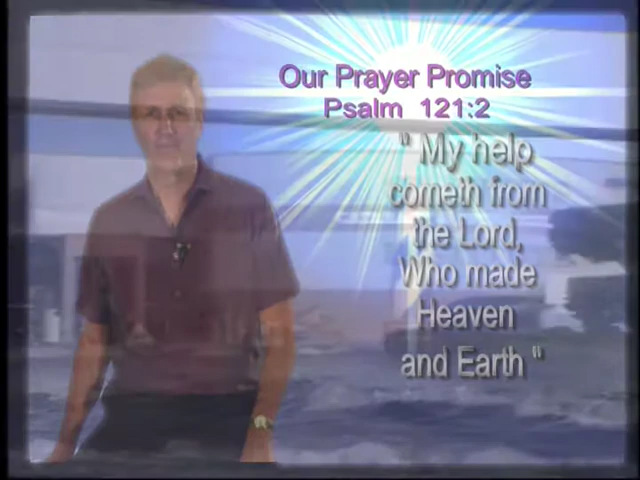 Our Prayer Promise
Psalm 121:2
" My help
cometh from
the Lord,
Who made
Heaven
and Earth "